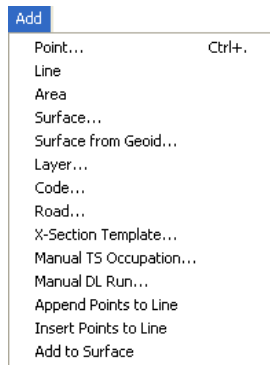 Add
Point... Ctrl+.
Line
Area
Surface...
Surface from Geoid...
Layer...
Code...
Road...
X-Section Template...
Manual TS Occupation...
Manual DL Run...
Append Points to Line
Insert Points to Line
Add to Surface